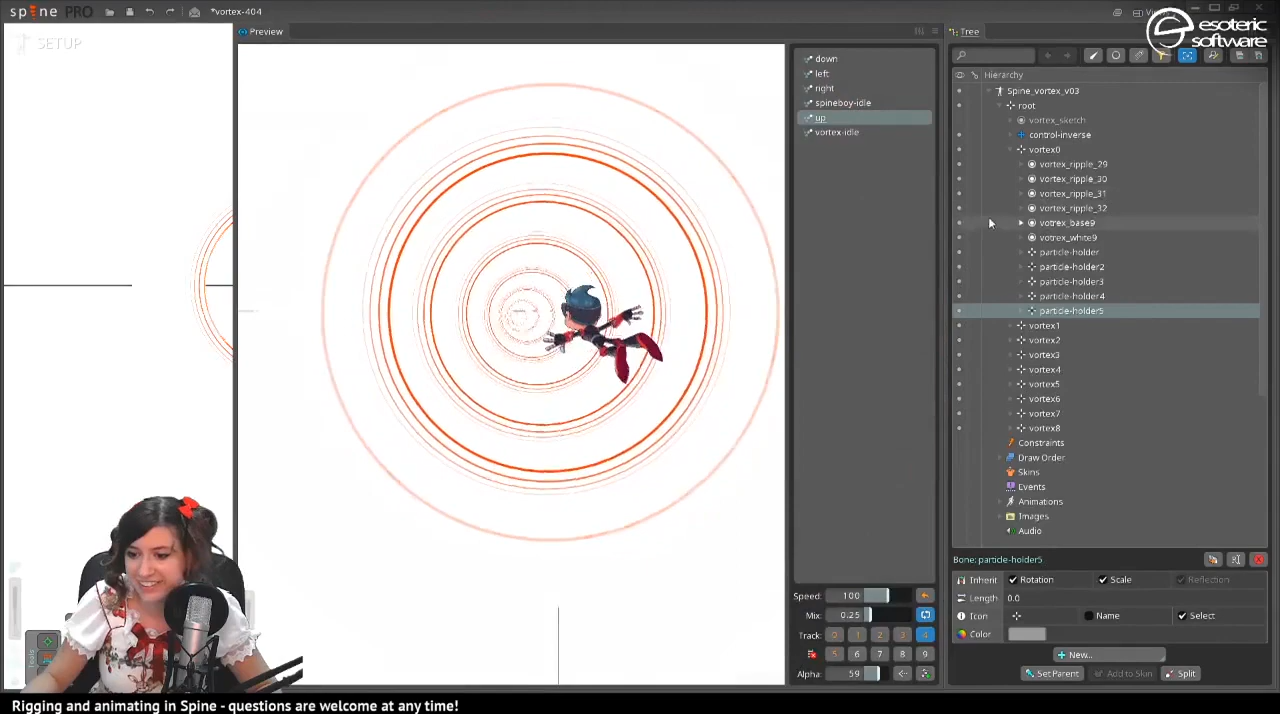 spine PRO
*vortex-404
Views
esoteric
software
SETUP
Preview
Tree
down
left
right
spineboy-idle
up
vortex-idle
Hierarchy
Spine_vortex_v03
root
vortex_sketch
control-inverse
vortex0
vortex_ripple_29
vortex_ripple_30
vortex_ripple_31
vortex_ripple_32
votrex_base9
votrex_white9
particle-holder
particle-holder2
particle-holder3
particle-holder4
particle-holder5
vortex1
vortex2
vortex3
vortex4
vortex5
vortex6
vortex7
vortex8
Constraints
Draw Order
Skins
Events
Animations
Images
Audio
Bone: particle-holder5
Inherit Rotation Scale Reflection
Length 0.0
Icon Name Select
Color
New...
Set Parent Add to Skin Split
Speed: 100
Mix: 0.25
Track: 0 1 2 3 4
5 6 7 8 9
Alpha: 59
Tools
Rigging and animating in Spine - questions are welcome at any time!